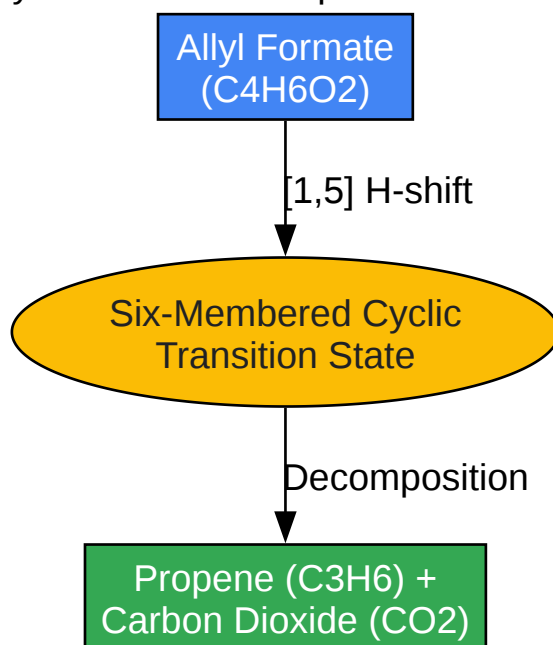 Allyl Formate
(C4H6O2)
[1,5] H-shift
Six-Membered Cyclic
Transition State
Decomposition
Propene (C3H6) +
Carbon Dioxide (CO2)